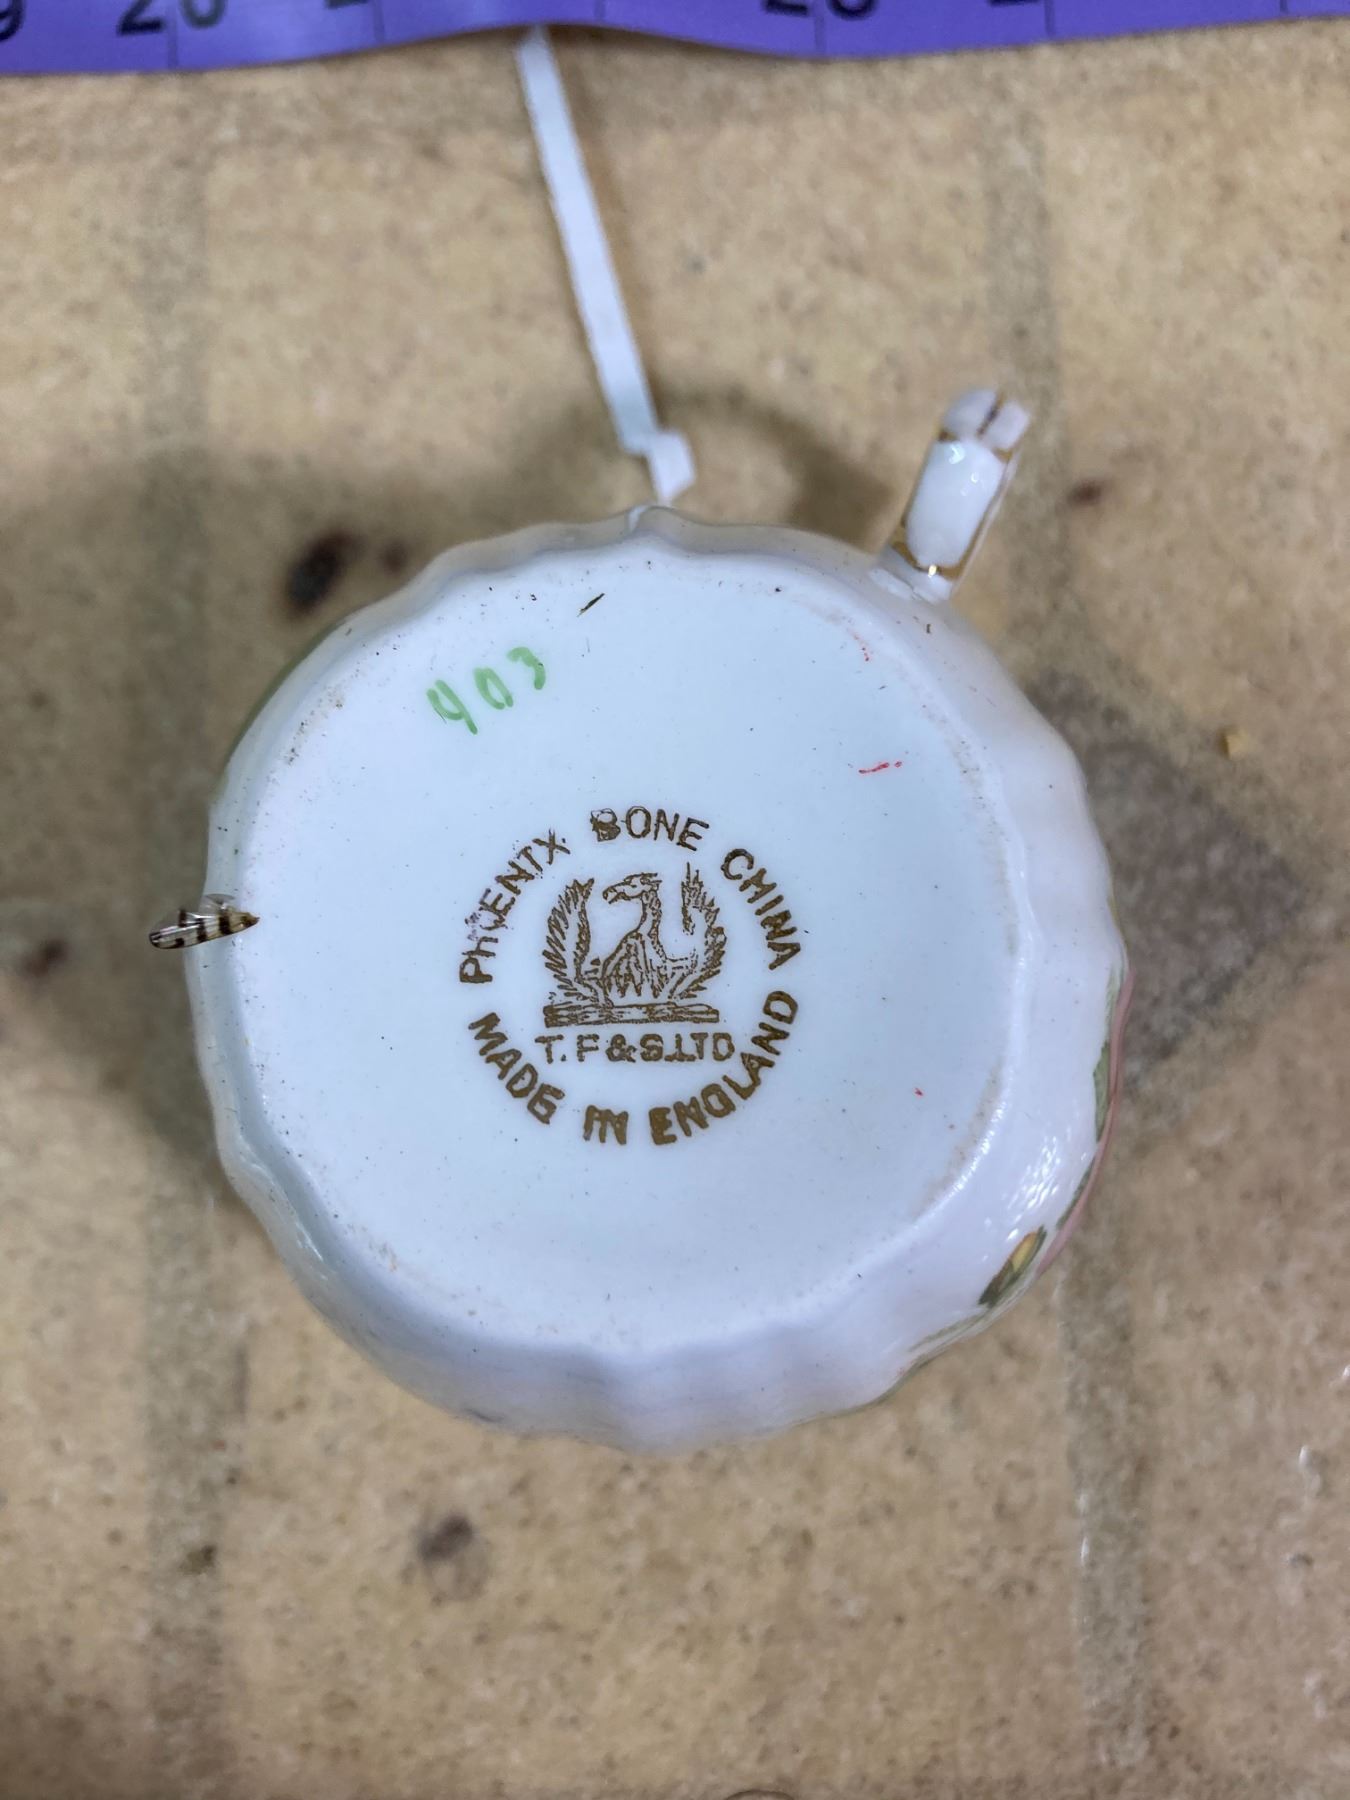 403
PHOENIX BONE CHINA
T. F & S. LTD
MADE IN ENGLAND